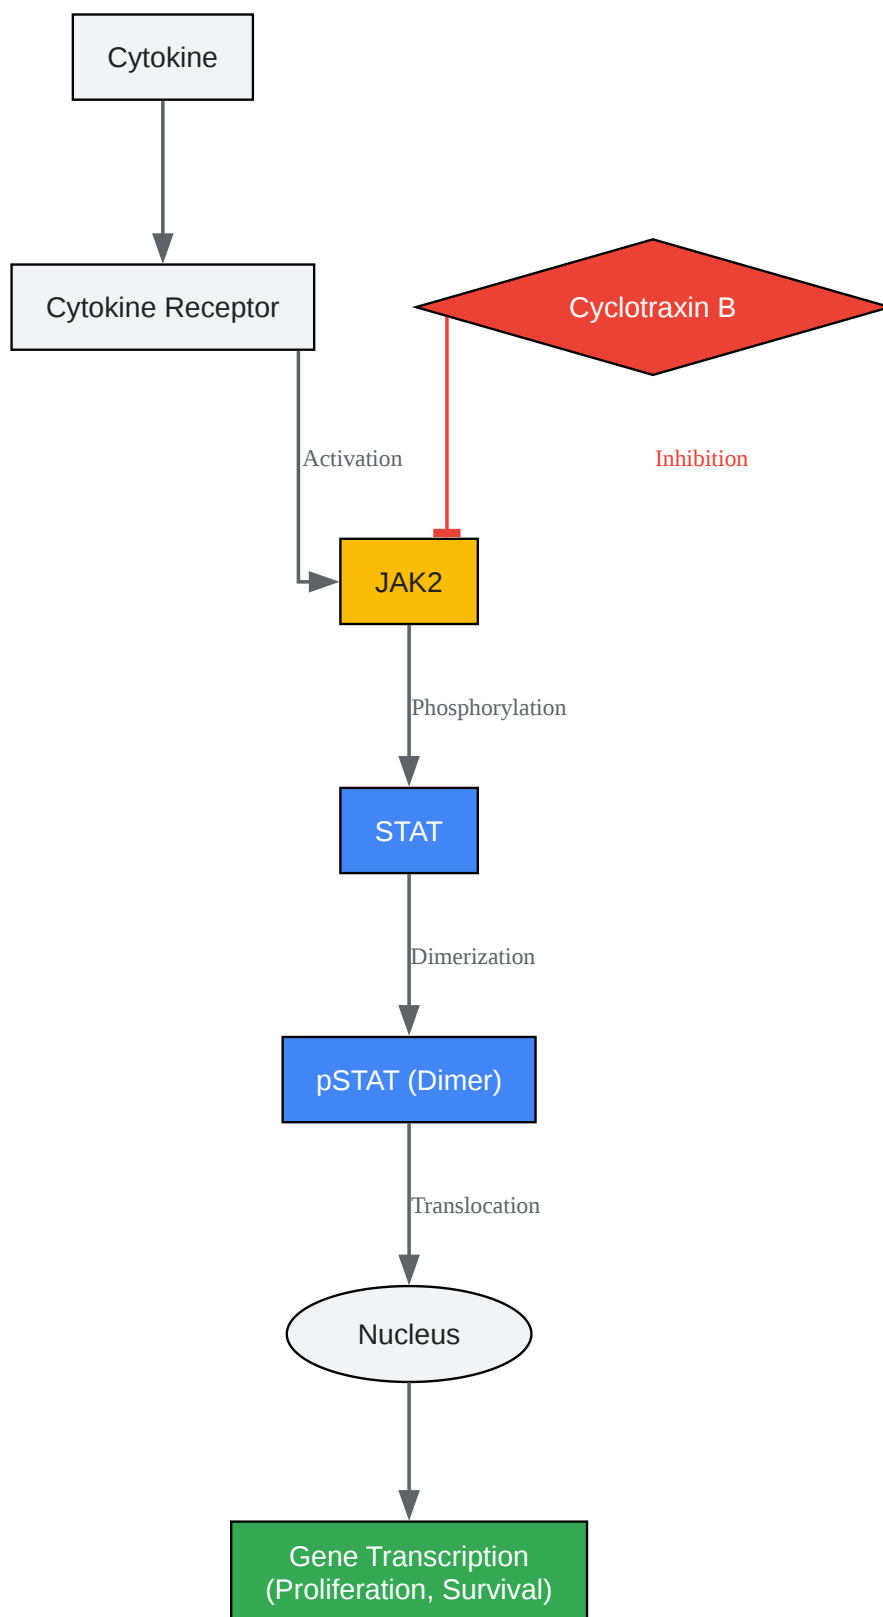 Cytokine
Cytokine Receptor
Cyclotraxin B
Activation
Inhibition
JAK2
Phosphorylation
STAT
Dimerization
pSTAT (Dimer)
Translocation
Nucleus
Gene Transcription
(Proliferation, Survival)